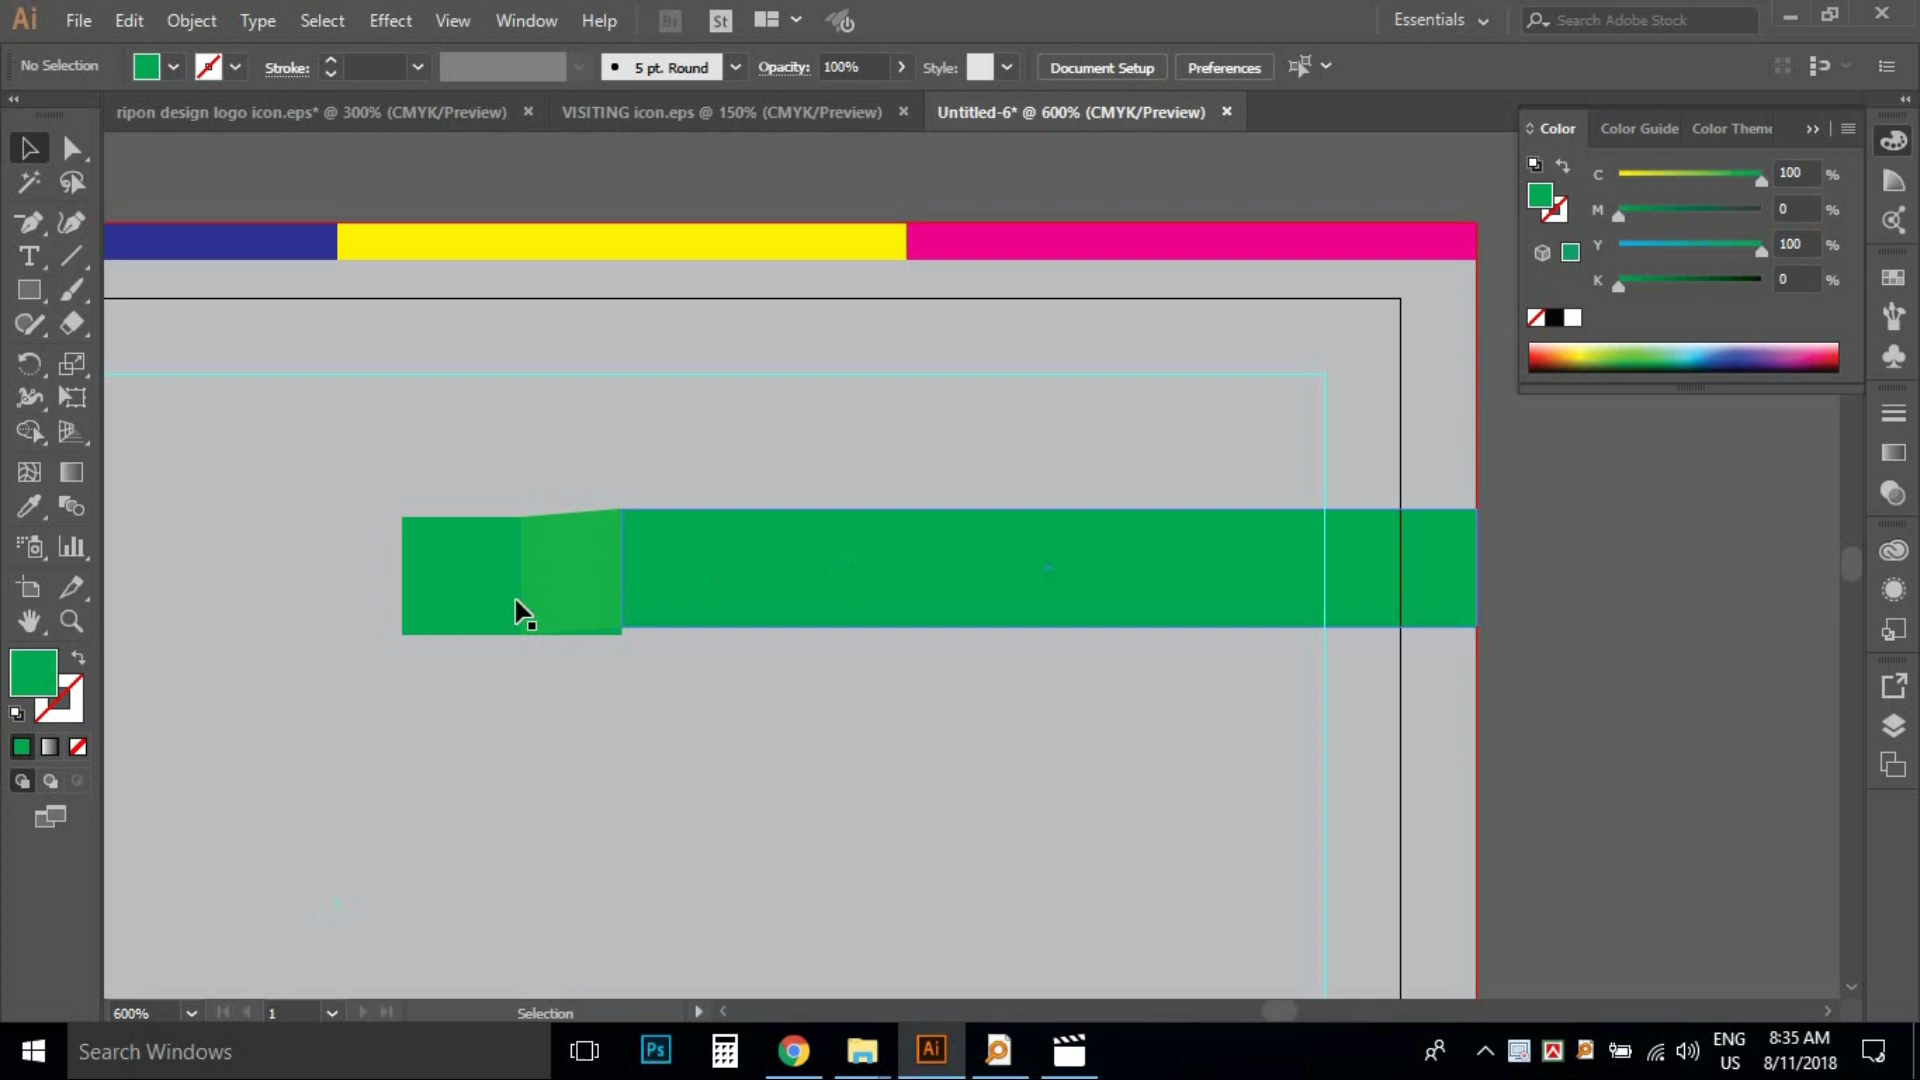 Ai File Edit Object Type Select Effect View Window Help Br St Essentials Search Adobe Stock
No Selection Stroke: 5 pt. Round Opacity: 100% Style: Document Setup Preferences
ripon design logo icon.eps* @ 300% (CMYK/Preview) VISITING icon.eps @ 150% (CMYK/Preview) Untitled-6* @ 600% (CMYK/Preview)
Color Color Guide Color Theme
C 100 %
M 0 %
Y 100 %
K 0 %
600% 1 Selection
Search Windows Ps Ai ENG US 8:35 AM 8/11/2018